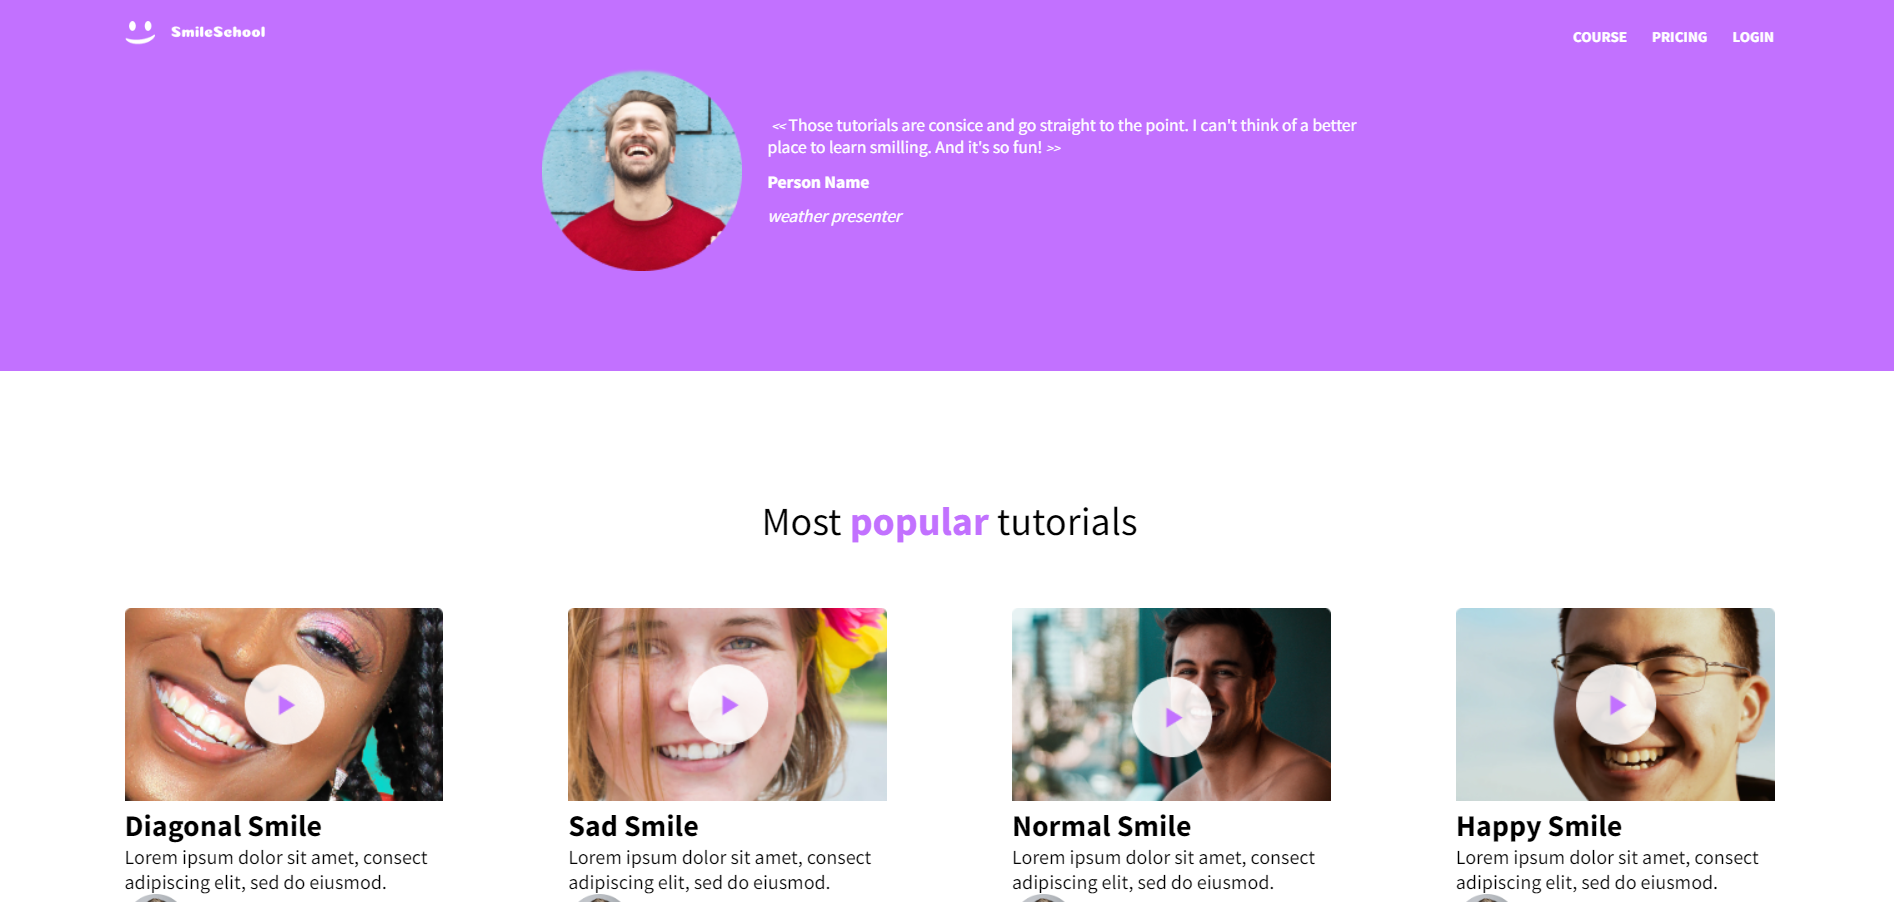 SmileSchool
COURSE PRICING LOGIN
<< Those tutorials are consice and go straight to the point. I can't think of a better
place to learn smilling. And it's so fun! >>
Person Name
weather presenter
Most popular tutorials
Diagonal Smile
Lorem ipsum dolor sit amet, consect
adipiscing elit, sed do eiusmod.
Sad Smile
Lorem ipsum dolor sit amet, consect
adipiscing elit, sed do eiusmod.
Normal Smile
Lorem ipsum dolor sit amet, consect
adipiscing elit, sed do eiusmod.
Happy Smile
Lorem ipsum dolor sit amet, consect
adipiscing elit, sed do eiusmod.